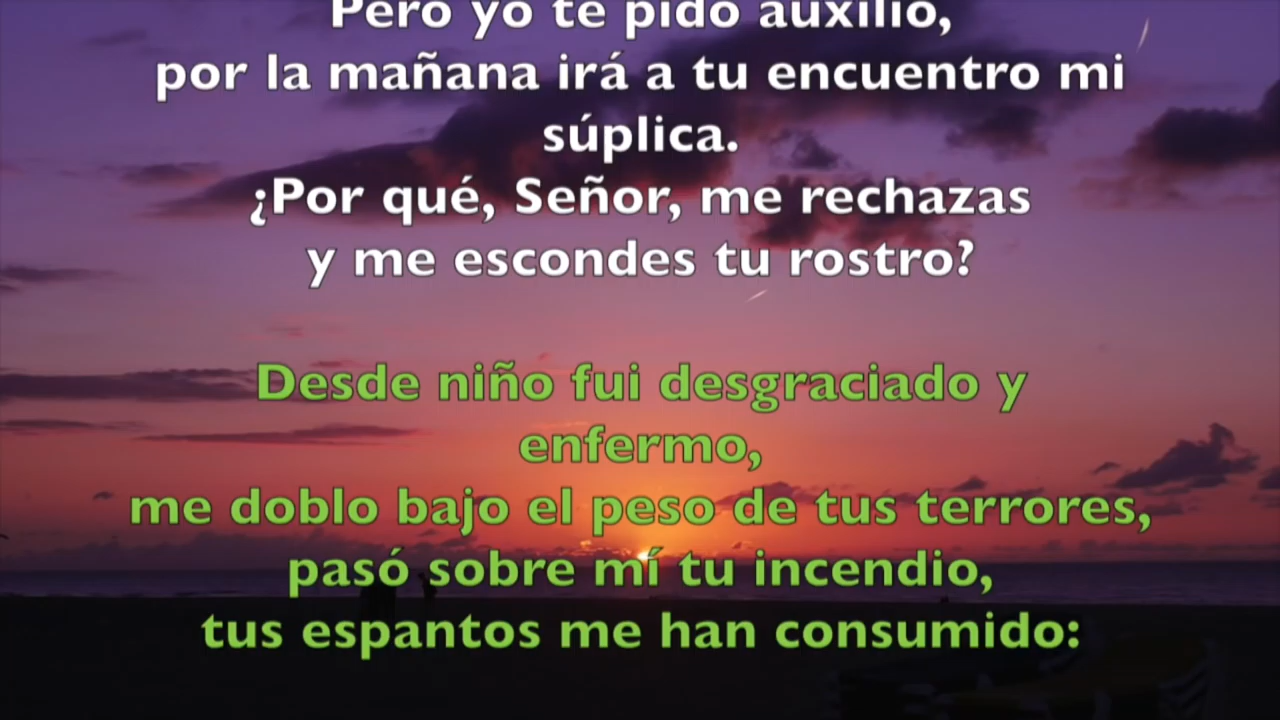 Pero yo te pido auxilio,
por la mañana irá a tu encuentro mi
súplica.
¿Por qué, Señor, me rechazas
y me escondes tu rostro?
Desde niño fui desgraciado y
enfermo,
me doblo bajo el peso de tus terrores,
pasó sobre mí tu incendio,
tus espantos me han consumido: